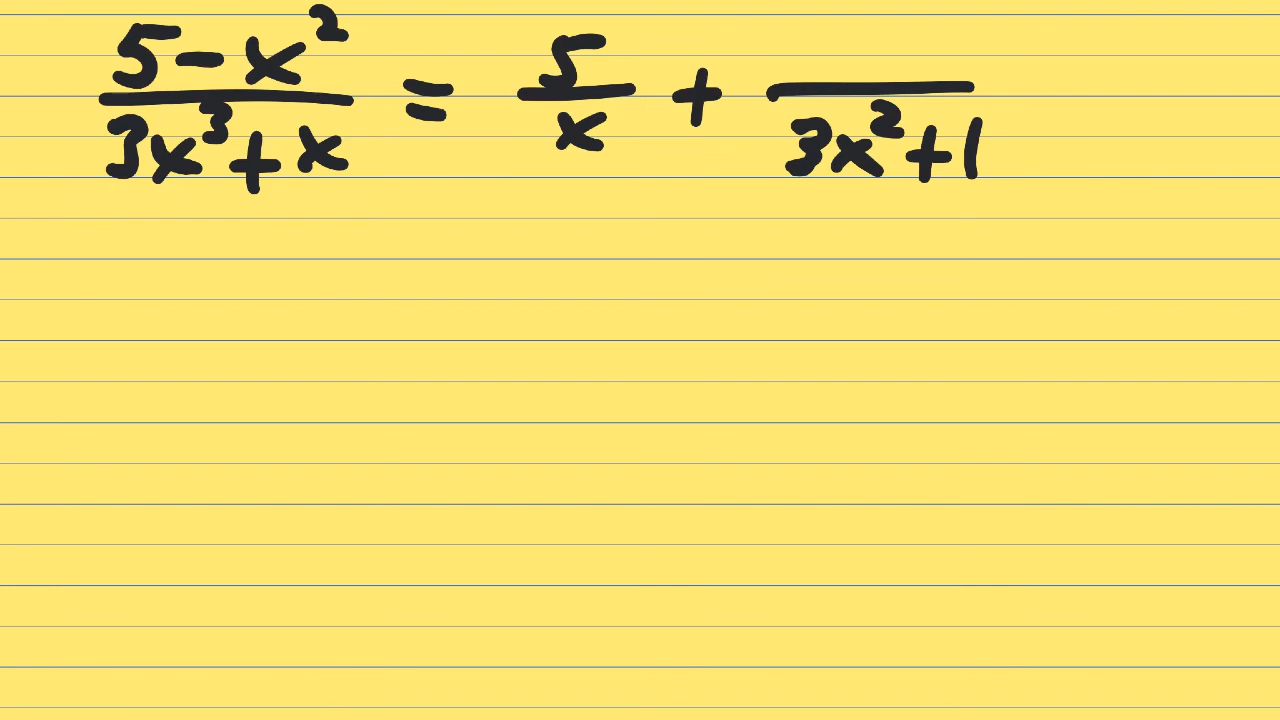 (5-x²)/(3x³+x) = 5/x + /(3x²+1)